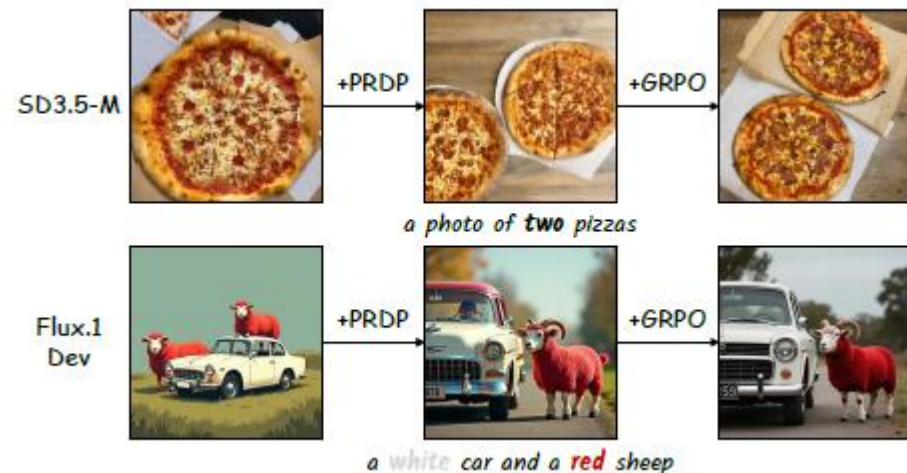 SD3.5-M
+PRDP
+GRPO
a photo of two pizzas
Flux.1
Dev
+PRDP
+GRPO
a white car and a red sheep